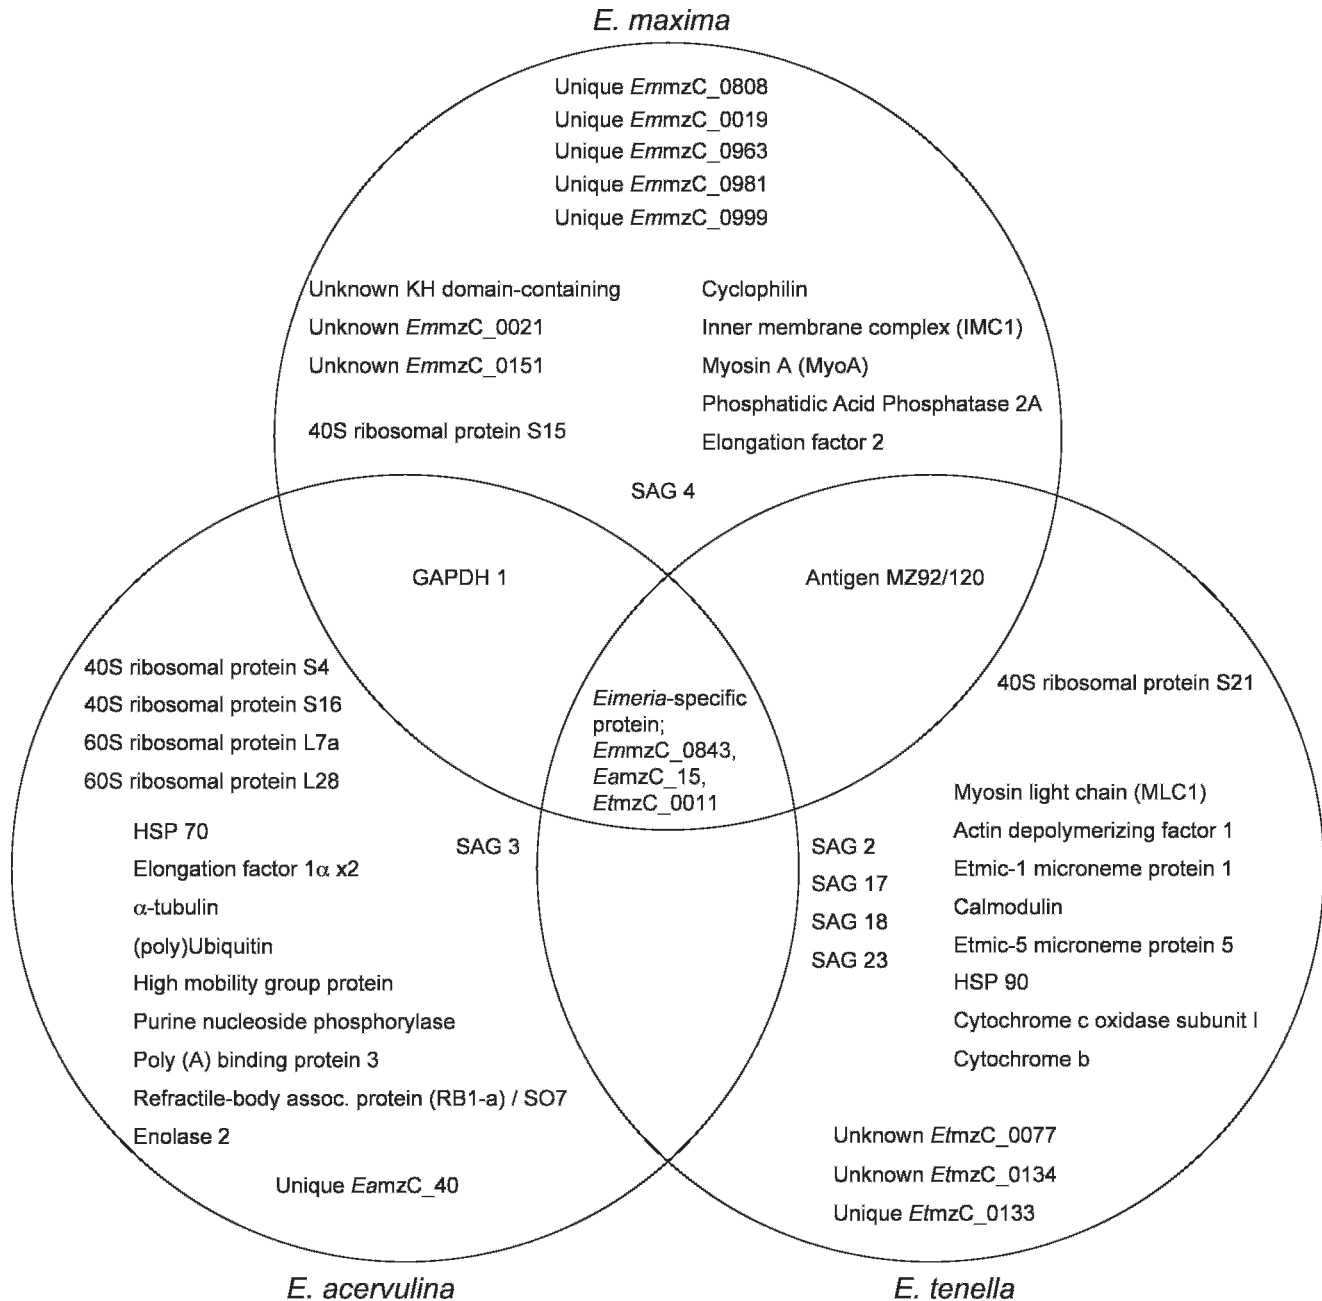 E. maxima
Unique EmmzC_0808
Unique EmmzC_0019
Unique EmmzC_0963
Unique EmmzC_0981
Unique EmmzC_0999
Unknown KH domain-containing
Unknown EmmzC_0021
Unknown EmmzC_0151
40S ribosomal protein S15
Cyclophilin
Inner membrane complex (IMC1)
Myosin A (MyoA)
Phosphatidic Acid Phosphatase 2A
Elongation factor 2
SAG 4
GAPDH 1
Antigen MZ92/120
Eimeria-specific
protein;
EmmzC_0843,
EamzC_15,
EtmzC_0011
40S ribosomal protein S4
40S ribosomal protein S16
60S ribosomal protein L7a
60S ribosomal protein L28
HSP 70
Elongation factor 1α x2
α-tubulin
(poly)Ubiquitin
High mobility group protein
Purine nucleoside phosphorylase
Poly (A) binding protein 3
Refractile-body assoc. protein (RB1-a) / SO7
Enolase 2
Unique EamzC_40
SAG 3
40S ribosomal protein S21
SAG 2
SAG 17
SAG 18
SAG 23
Myosin light chain (MLC1)
Actin depolymerizing factor 1
Etmic-1 microneme protein 1
Calmodulin
Etmic-5 microneme protein 5
HSP 90
Cytochrome c oxidase subunit I
Cytochrome b
Unknown EtmzC_0077
Unknown EtmzC_0134
Unique EtmzC_0133
E. acervulina
E. tenella